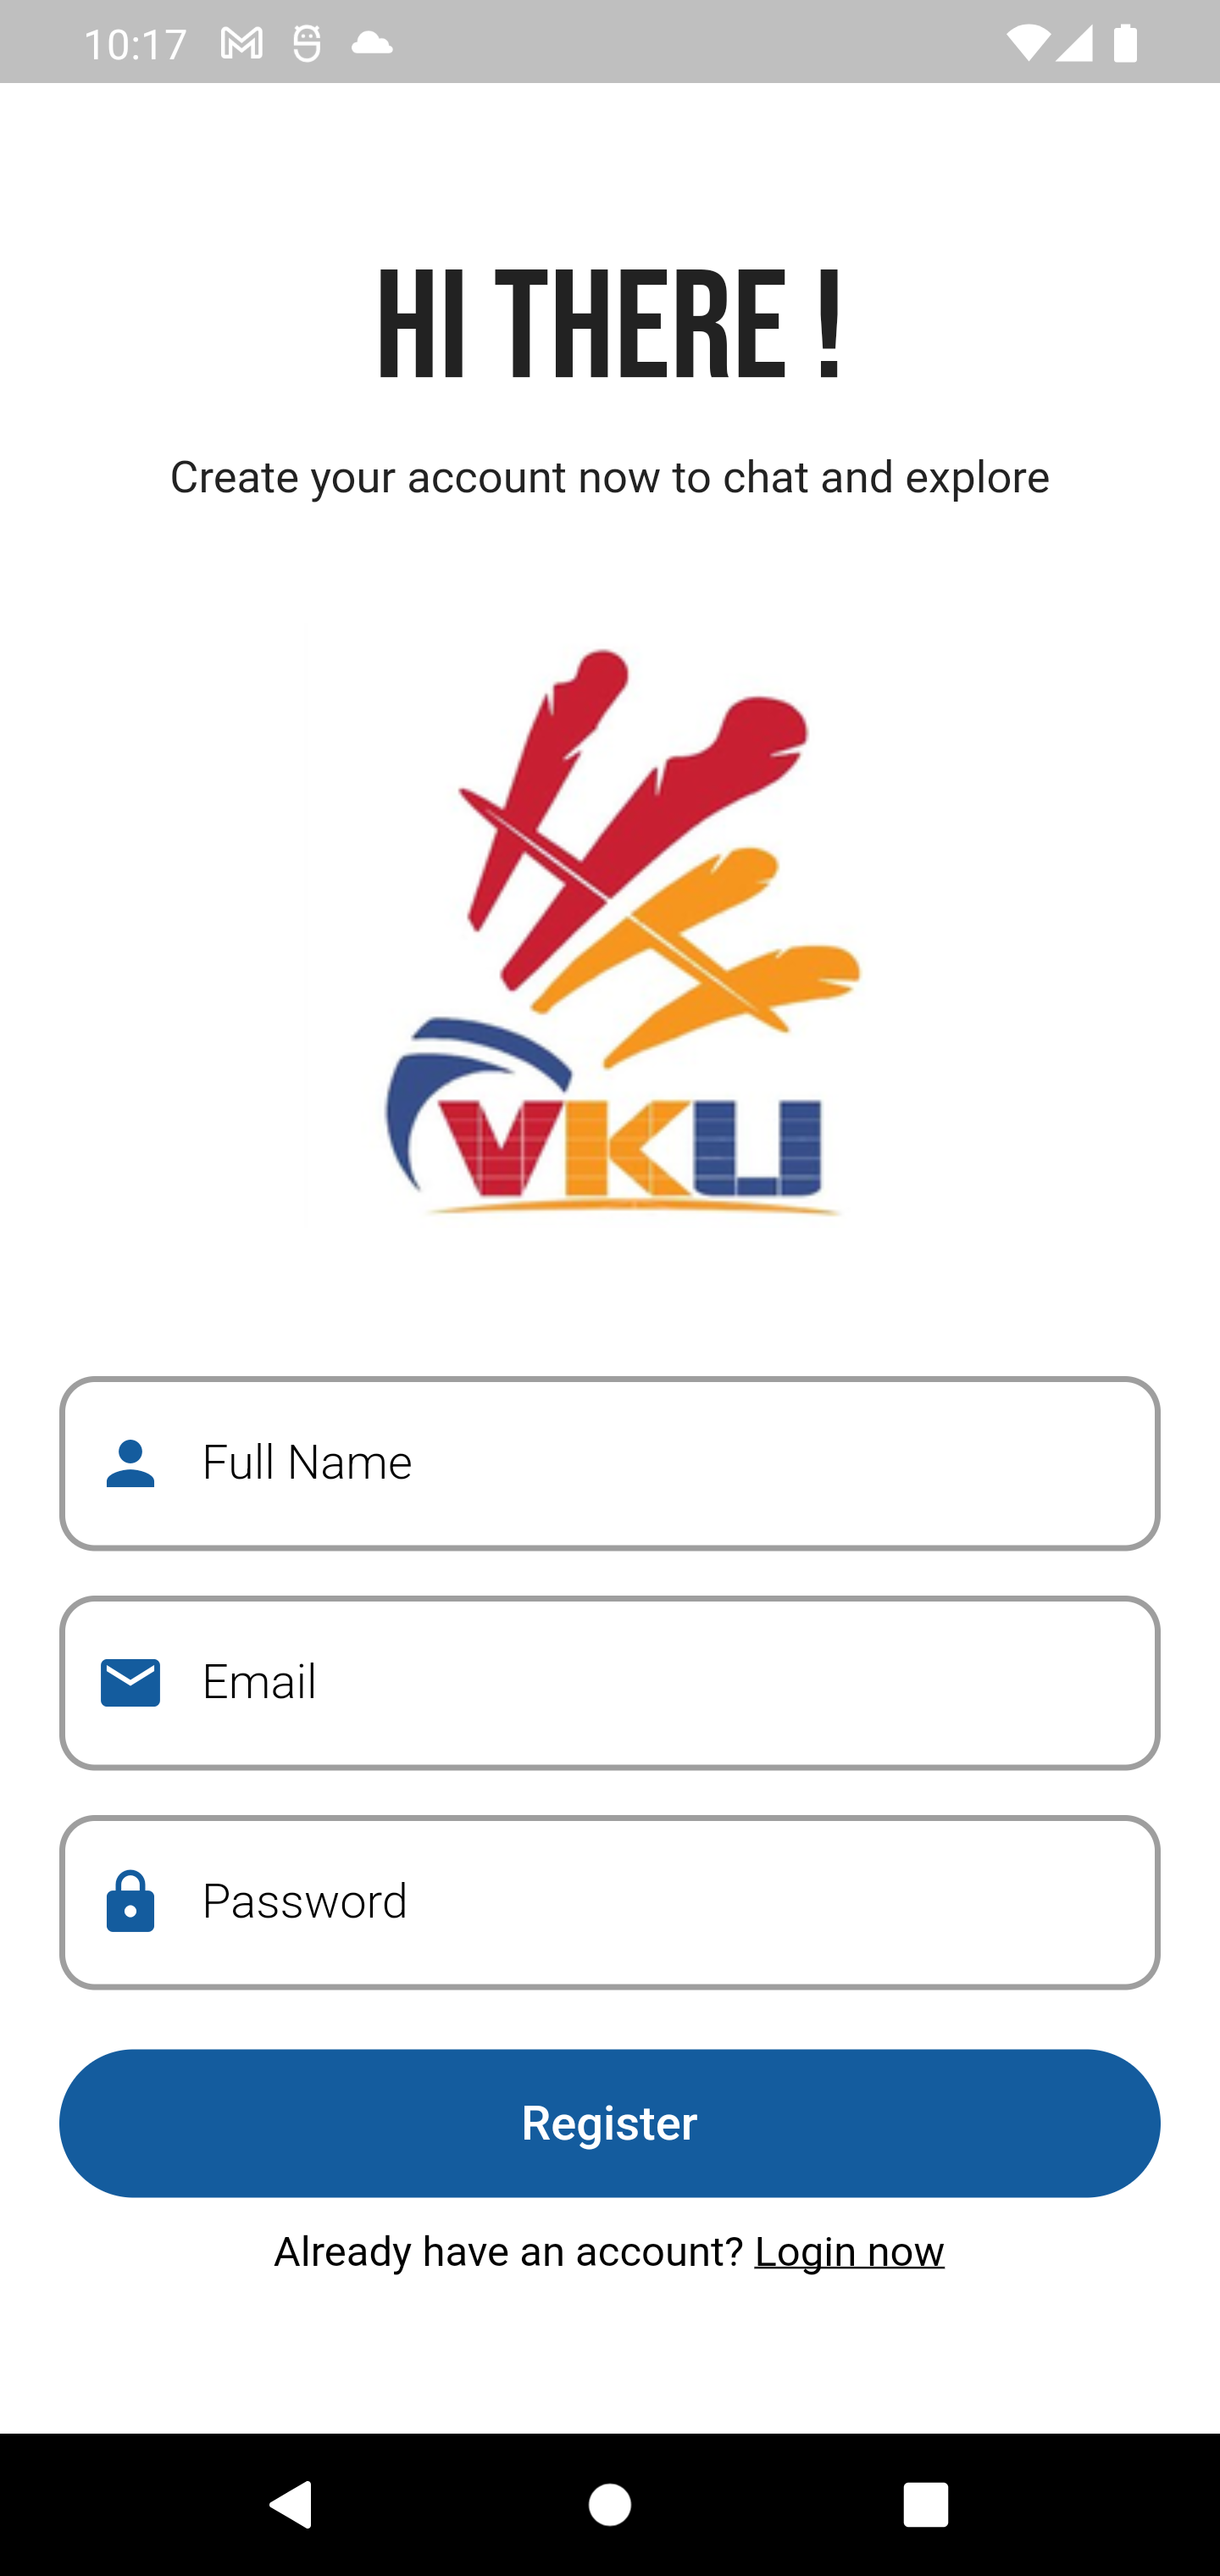 10:17
HI THERE !
Create your account now to chat and explore
VKU
Full Name
Email
Password
Register
Already have an account? Login now